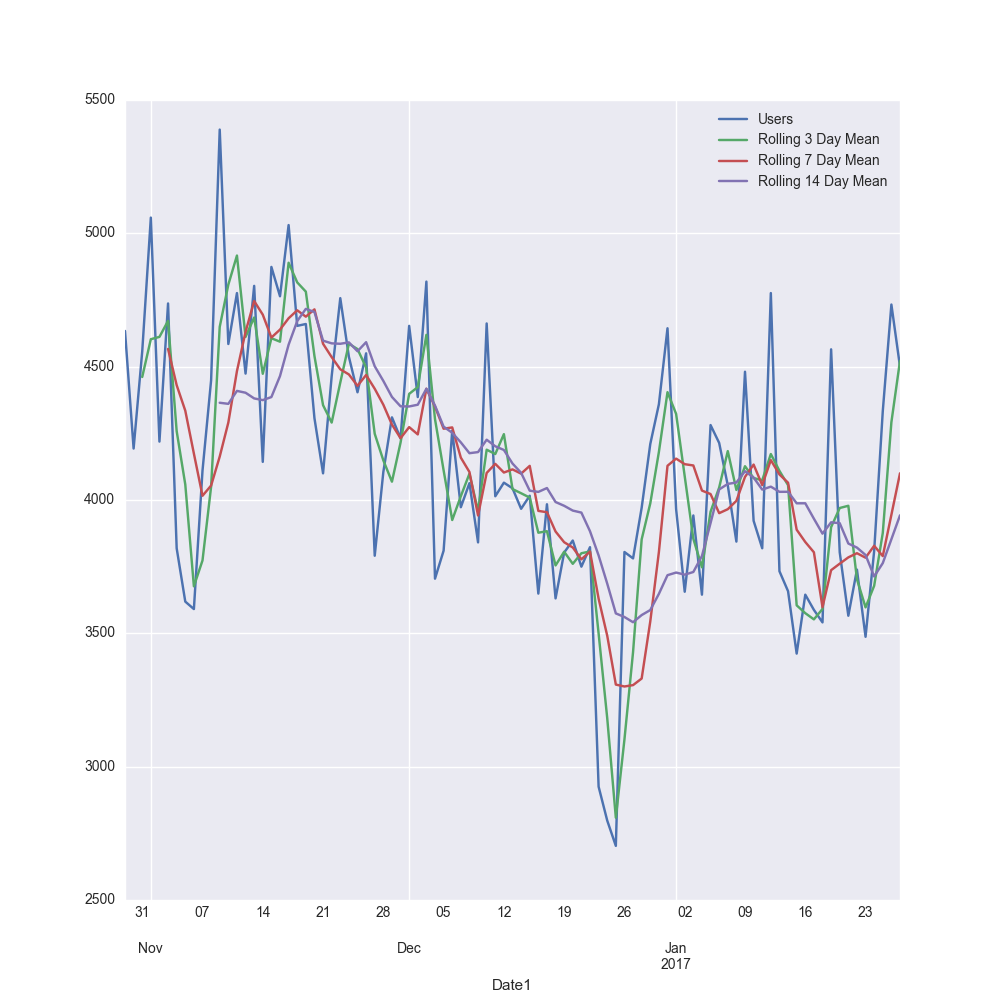 5500
5000
4500
4000
3500
3000
2500
Users
Rolling 3 Day Mean
Rolling 7 Day Mean
Rolling 14 Day Mean
31 07 14 21 28 05 12 19 26 02 09 16 23
Nov Dec Jan
2017
Date1